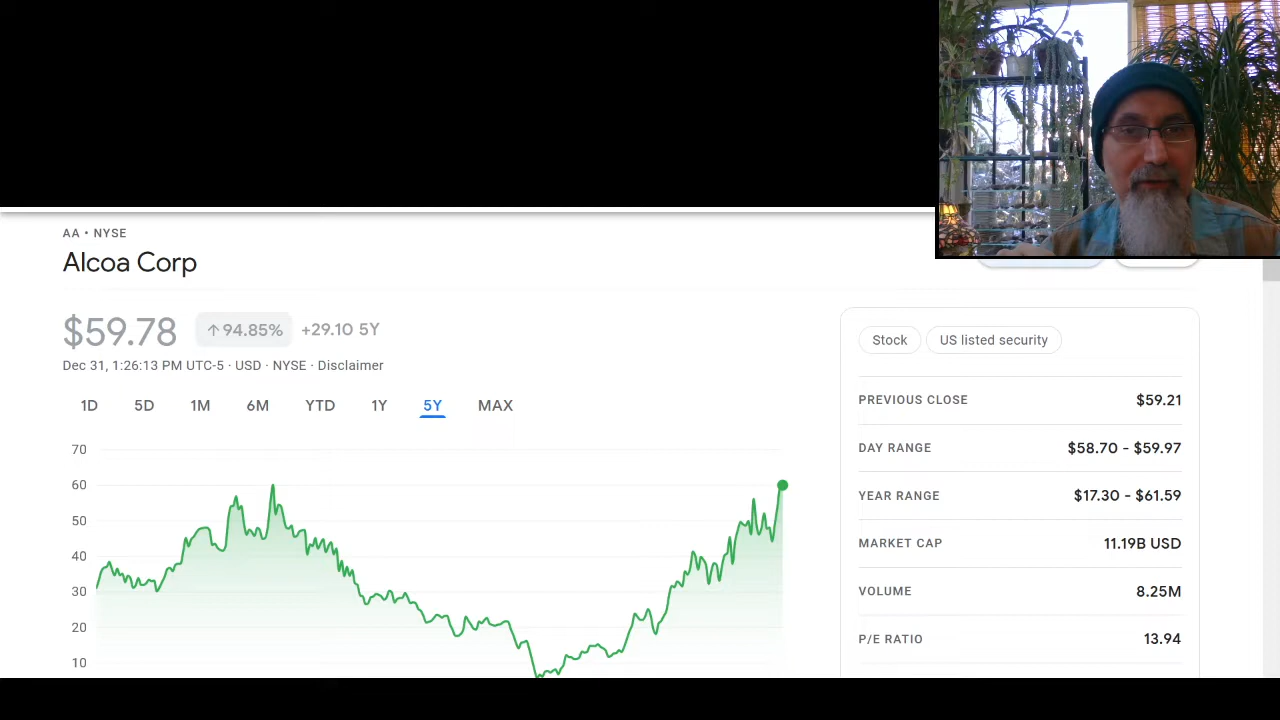 AA • NYSE
Alcoa Corp
$59.78 ↑ 94.85% +29.10 5Y
Dec 31, 1:26:13 PM UTC-5 · USD · NYSE · Disclaimer
1D 5D 1M 6M YTD 1Y 5Y MAX
70
60
50
40
30
20
10
Stock US listed security
PREVIOUS CLOSE $59.21
DAY RANGE $58.70 - $59.97
YEAR RANGE $17.30 - $61.59
MARKET CAP 11.19B USD
VOLUME 8.25M
P/E RATIO 13.94